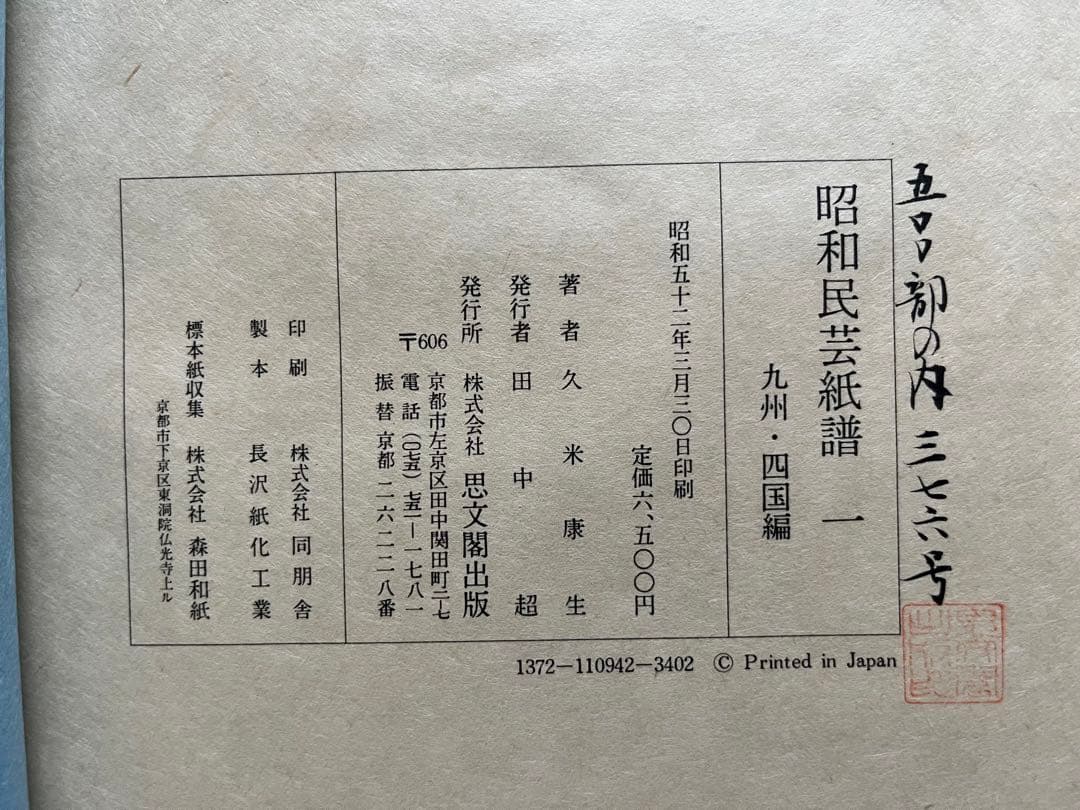 五〇〇部の内 三七六号
昭和民芸紙譜 一
九州・四国編
昭和五十二年三月三〇日印刷
定価六、五〇〇円
著者 久米康生
発行者 田中超
発行所 株式会社 思文閣出版
〒606 京都市左京区田中関田町二―七
電話(〇七五)七五一―一七八一
振替京都二六二二八番
印刷 株式会社 同朋舎
製本 長沢紙化工業
標本紙収集 株式会社 森田和紙
京都市下京区東洞院仏光寺上ル
1372―110942―3402 © Printed in Japan